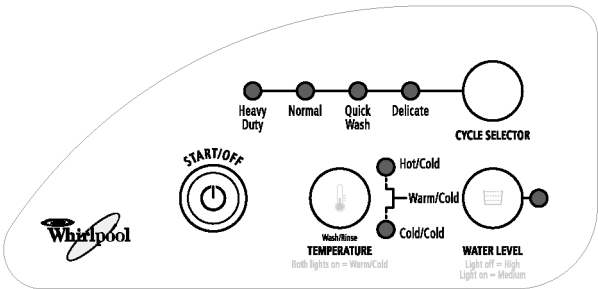 Heavy Duty
Normal
Quick Wash
Delicate
CYCLE SELECTOR
START/OFF
Hot/Cold
Warm/Cold
Cold/Cold
Wash/Rinse
TEMPERATURE
Both lights on = Warm/Cold
WATER LEVEL
Light off = High
Light on = Medium
Whirlpool